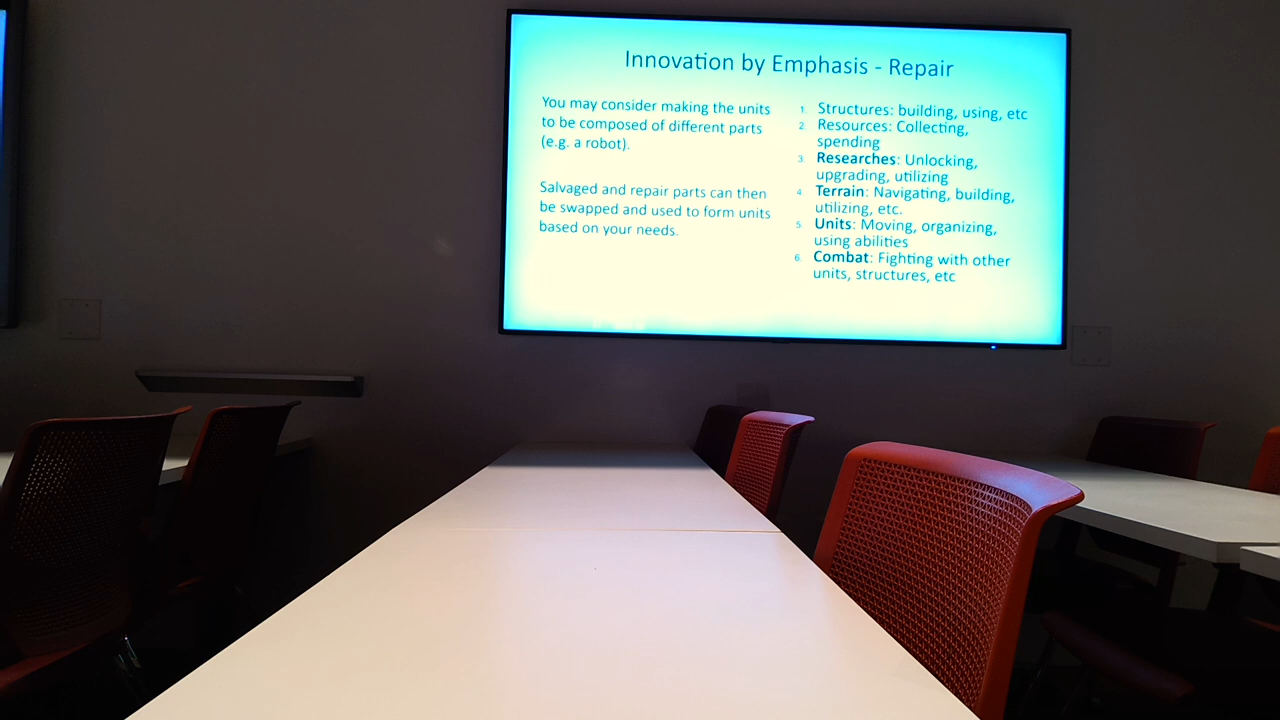 Innovation by Emphasis - Repair
You may consider making the units
to be composed of different parts
(e.g. a robot).
Salvaged and repair parts can then
be swapped and used to form units
based on your needs.
1. Structures: building, using, etc
2. Resources: Collecting,
spending
3. Researches: Unlocking,
upgrading, utilizing
4. Terrain: Navigating, building,
utilizing, etc.
5. Units: Moving, organizing,
using abilities
6. Combat: Fighting with other
units, structures, etc